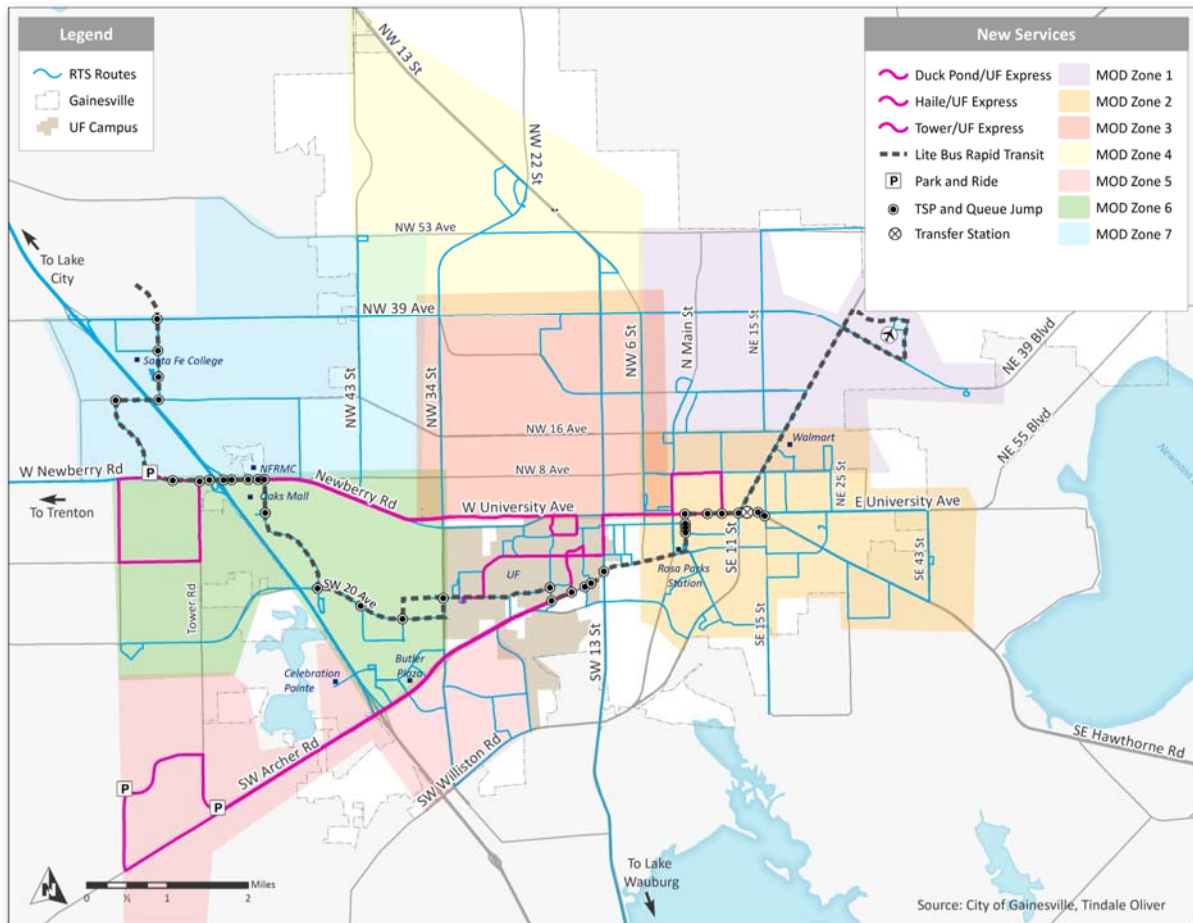 Legend
RTS Routes
Gainesville
UF Campus
New Services
Duck Pond/UF Express
Haile/UF Express
Tower/UF Express
Lite Bus Rapid Transit
P
Park and Ride
TSP and Queue Jump
Transfer Station
MOD Zone 1
MOD Zone 2
MOD Zone 3
MOD Zone 4
MOD Zone 5
MOD Zone 6
MOD Zone 7
NW 13 St
NW 22 St
NW 53 Ave
To Lake
City
NW 39 Ave
Santa Fe College
NW 43 St
NW 34 St
NW 6 St
N Main St
NE 15 St
NE 39 Blvd
NE 55 Blvd
NW 16 Ave
Walmart
W Newberry Rd
P
NFRMC
Newberry Rd
NW 8 Ave
NE 25 St
Oaks Mall
To Trenton
W University Ave
E University Ave
SE 11 St
SE 43 St
UF
Rosa Parks
Station
SW 20 Ave
Tower Rd
SW 13 St
SE 15 St
Celebration
Pointe
Butler
Plaza
SW Archer Rd
SW Williston Rd
SE Hawthorne Rd
P
P
N
0 ½ 1 2
Miles
To Lake
Wauburg
Source: City of Gainesville, Tindale Oliver